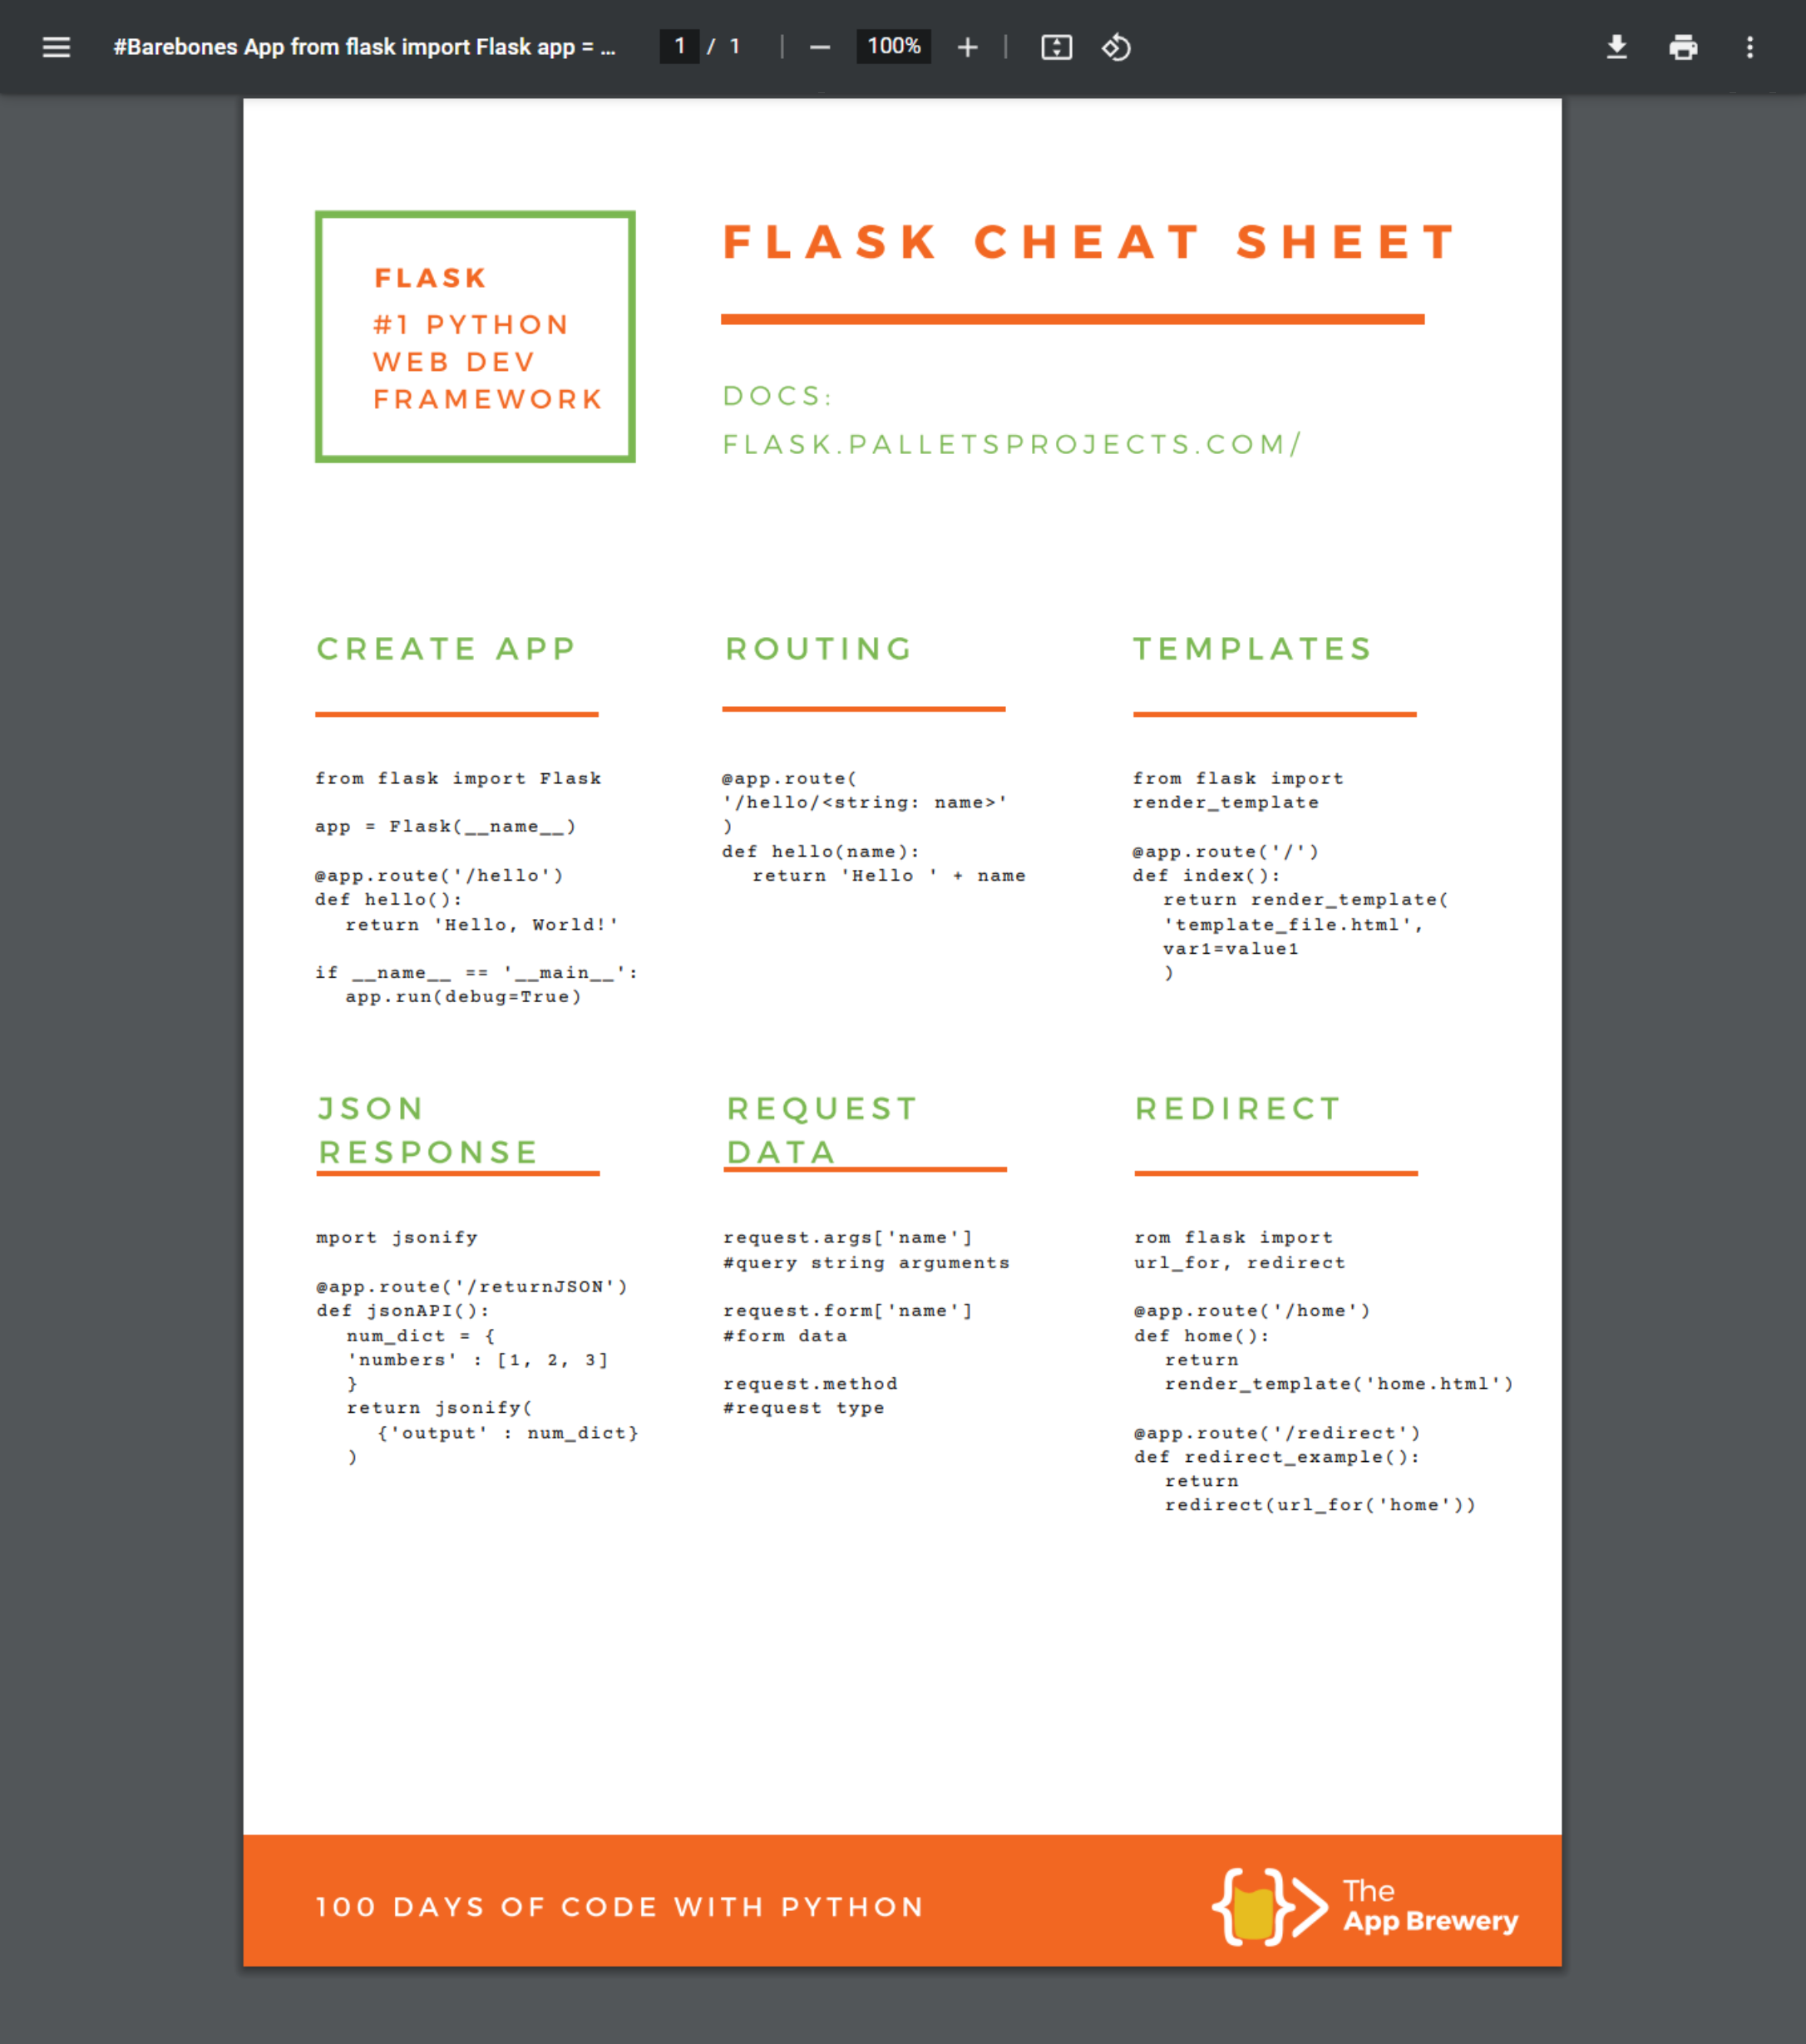 #Barebones App from flask import Flask app = ...
1 / 1
100%
FLASK
#1 PYTHON
WEB DEV
FRAMEWORK
FLASK CHEAT SHEET
DOCS:
FLASK.PALLETSPROJECTS.COM/
CREATE APP
from flask import Flask
app = Flask(__name__)
@app.route('/hello')
def hello():
return 'Hello, World!'
if __name__ == '__main__':
app.run(debug=True)
ROUTING
@app.route(
'/hello/<string: name>'
)
def hello(name):
return 'Hello ' + name
TEMPLATES
from flask import
render_template
@app.route('/')
def index():
return render_template(
'template_file.html',
var1=value1
)
JSON
RESPONSE
mport jsonify
@app.route('/returnJSON')
def jsonAPI():
num_dict = {
'numbers' : [1, 2, 3]
}
return jsonify(
{'output' : num_dict}
)
REQUEST
DATA
request.args['name']
#query string arguments
request.form['name']
#form data
request.method
#request type
REDIRECT
rom flask import
url_for, redirect
@app.route('/home')
def home():
return
render_template('home.html')
@app.route('/redirect')
def redirect_example():
return
redirect(url_for('home'))
100 DAYS OF CODE WITH PYTHON
The
App Brewery